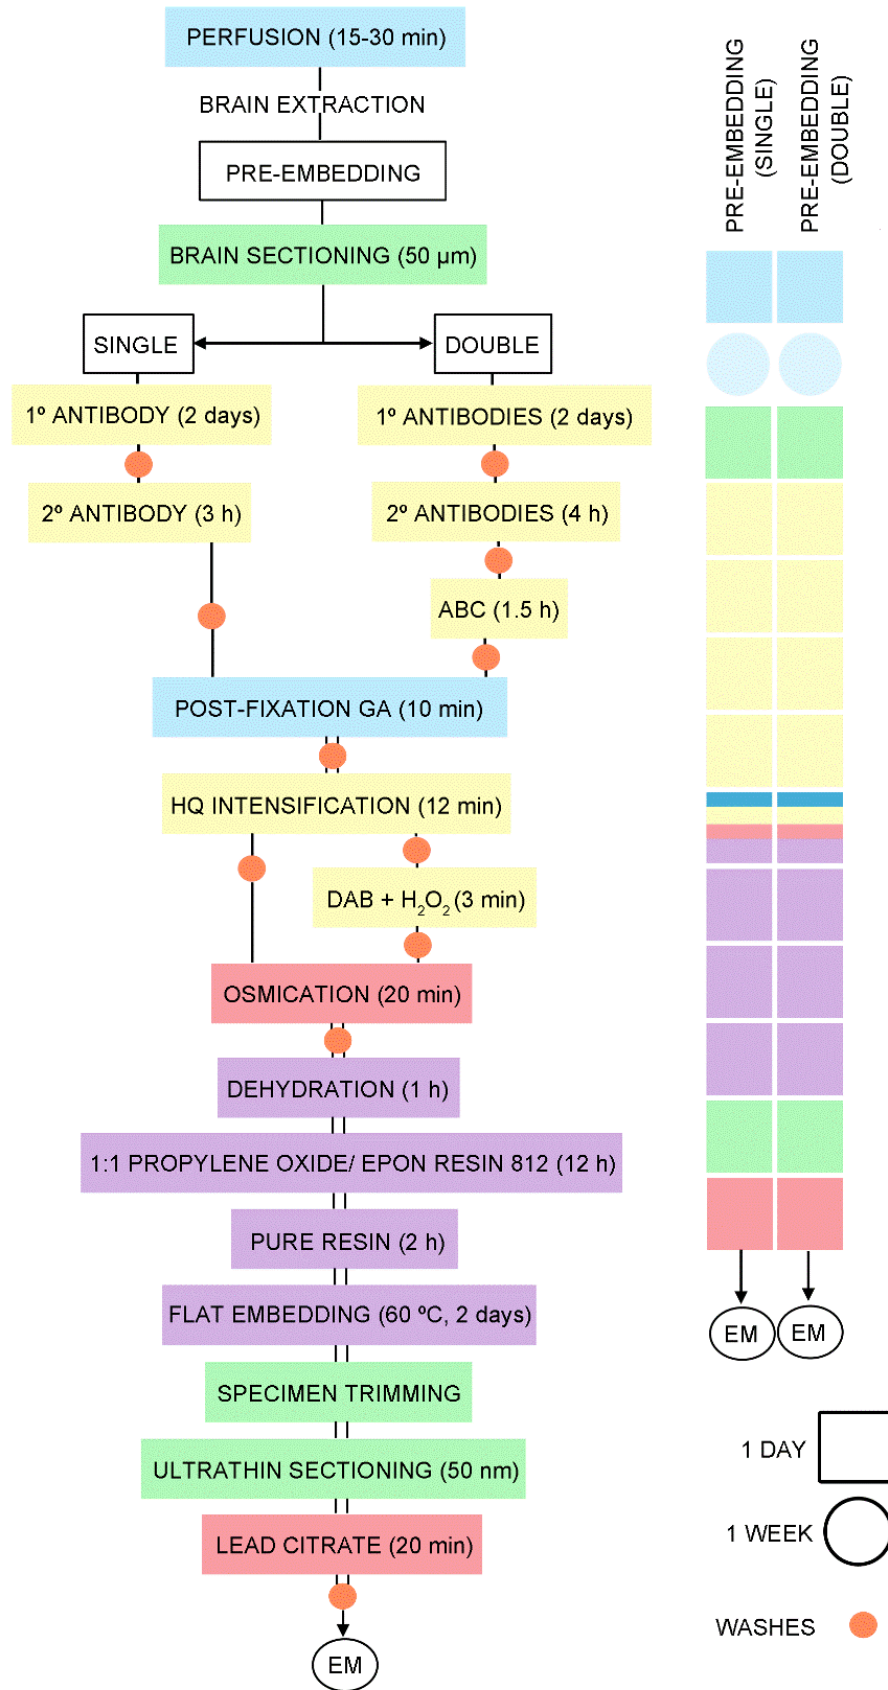 PERFUSION (15-30 min)
BRAIN EXTRACTION
PRE-EMBEDDING
BRAIN SECTIONING (50 µm)
SINGLE
DOUBLE
1º ANTIBODY (2 days)
1º ANTIBODIES (2 days)
2º ANTIBODY (3 h)
2º ANTIBODIES (4 h)
ABC (1.5 h)
POST-FIXATION GA (10 min)
HQ INTENSIFICATION (12 min)
DAB + H₂O₂ (3 min)
OSMICATION (20 min)
DEHYDRATION (1 h)
1:1 PROPYLENE OXIDE/ EPON RESIN 812 (12 h)
PURE RESIN (2 h)
FLAT EMBEDDING (60 ºC, 2 days)
SPECIMEN TRIMMING
ULTRATHIN SECTIONING (50 nm)
LEAD CITRATE (20 min)
EM
PRE-EMBEDDING
(SINGLE)
PRE-EMBEDDING
(DOUBLE)
EM
EM
1 DAY
1 WEEK
WASHES